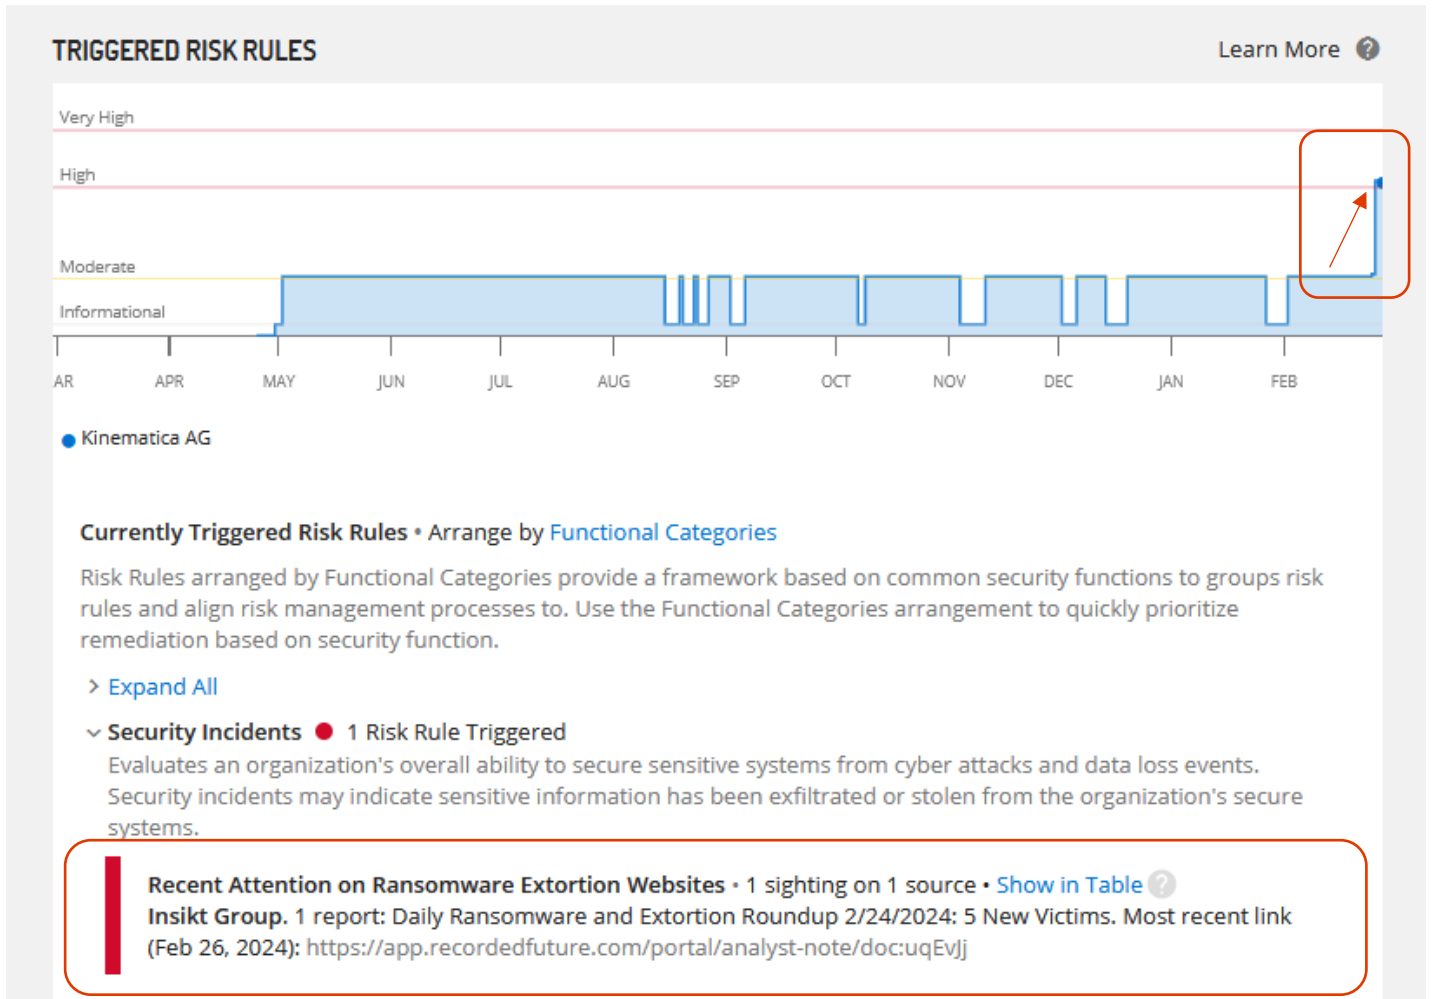 TRIGGERED RISK RULES
Learn More ?
Very High
High
Moderate
Informational
AR APR MAY JUN JUL AUG SEP OCT NOV DEC JAN FEB
Kinematica AG
Currently Triggered Risk Rules • Arrange by Functional Categories
Risk Rules arranged by Functional Categories provide a framework based on common security functions to groups risk
rules and align risk management processes to. Use the Functional Categories arrangement to quickly prioritize
remediation based on security function.
> Expand All
Security Incidents ● 1 Risk Rule Triggered
Evaluates an organization's overall ability to secure sensitive systems from cyber attacks and data loss events.
Security incidents may indicate sensitive information has been exfiltrated or stolen from the organization's secure
systems.
Recent Attention on Ransomware Extortion Websites • 1 sighting on 1 source • Show in Table ?
Insikt Group. 1 report: Daily Ransomware and Extortion Roundup 2/24/2024: 5 New Victims. Most recent link
(Feb 26, 2024): https://app.recordedfuture.com/portal/analyst-note/doc:uqEvJj